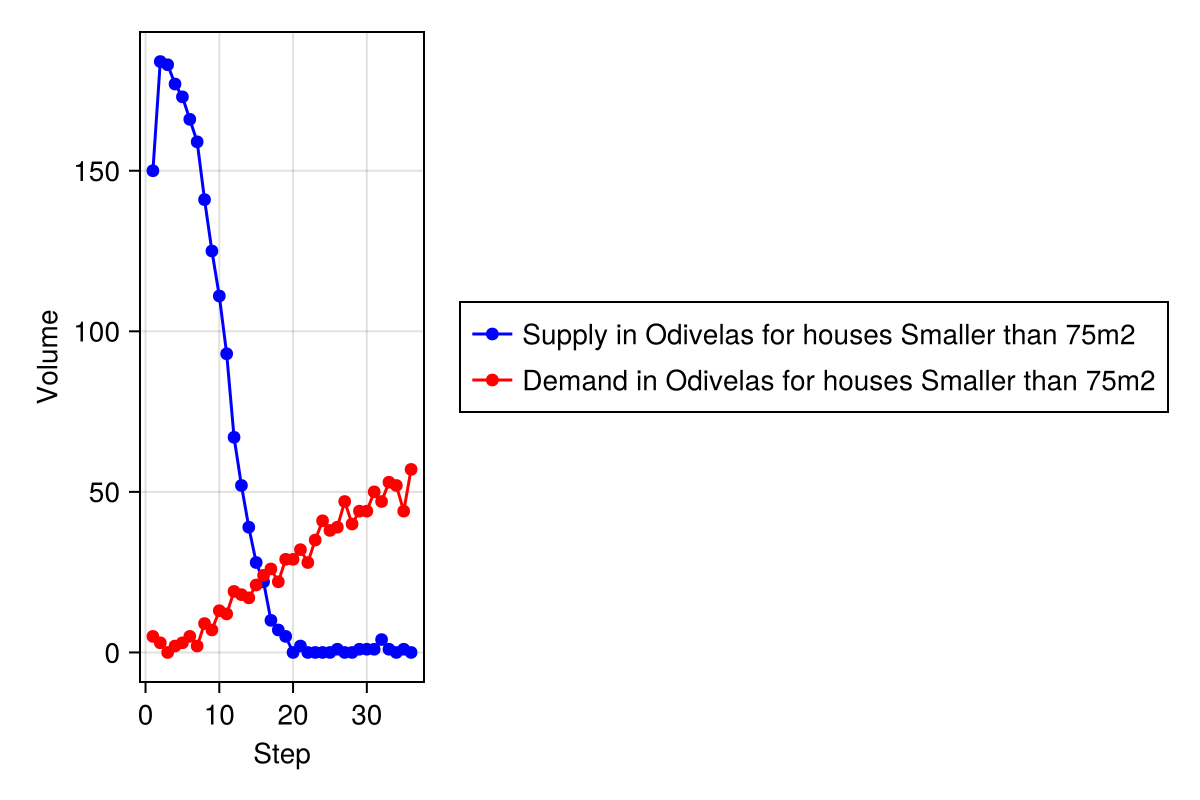 150
100
50
0
Volume
0 10 20 30
Step
Supply in Odivelas for houses Smaller than 75m2
Demand in Odivelas for houses Smaller than 75m2